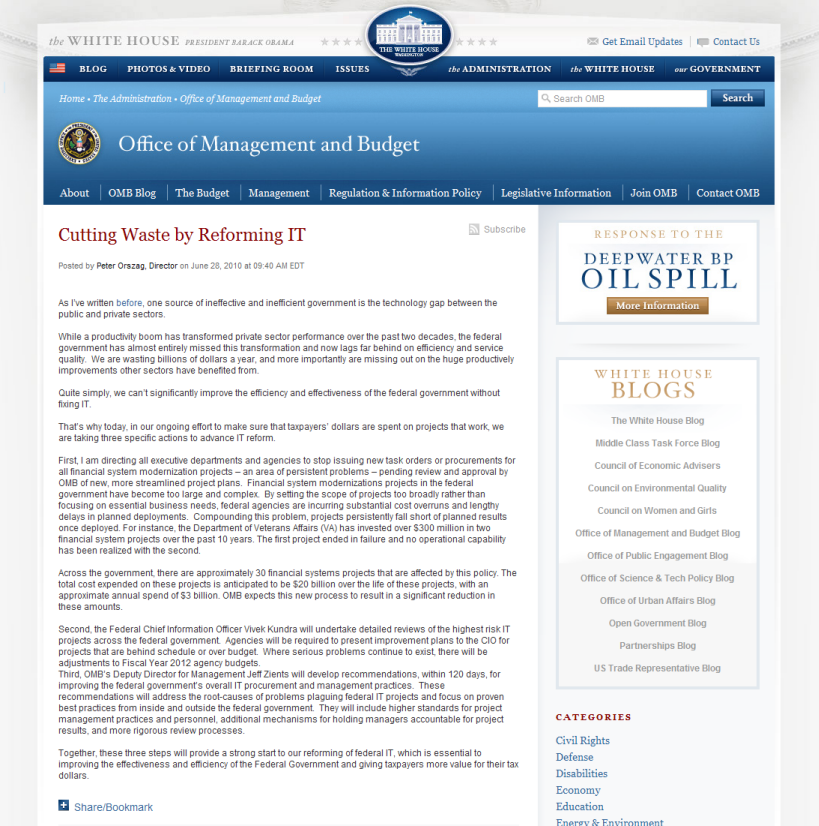 the WHITE HOUSE PRESIDENT BARACK OBAMA
THE WHITE HOUSE
WASHINGTON
Get Email Updates
Contact Us
BLOG
PHOTOS & VIDEO
BRIEFING ROOM
ISSUES
the ADMINISTRATION
the WHITE HOUSE
our GOVERNMENT
Home • The Administration • Office of Management and Budget
Search OMB
Search
Office of Management and Budget
About
OMB Blog
The Budget
Management
Regulation & Information Policy
Legislative Information
Join OMB
Contact OMB
Cutting Waste by Reforming IT
Subscribe
Posted by Peter Orszag, Director on June 28, 2010 at 09:40 AM EDT
As I've written before, one source of ineffective and inefficient government is the technology gap between the
public and private sectors.
While a productivity boom has transformed private sector performance over the past two decades, the federal
government has almost entirely missed this transformation and now lags far behind on efficiency and service
quality.  We are wasting billions of dollars a year, and more importantly are missing out on the huge productively
improvements other sectors have benefited from.
Quite simply, we can't significantly improve the efficiency and effectiveness of the federal government without
fixing IT.
That's why today, in our ongoing effort to make sure that taxpayers' dollars are spent on projects that work, we
are taking three specific actions to advance IT reform.
First, I am directing all executive departments and agencies to stop issuing new task orders or procurements for
all financial system modernization projects – an area of persistent problems – pending review and approval by
OMB of new, more streamlined project plans.  Financial system modernizations projects in the federal
government have become too large and complex.  By setting the scope of projects too broadly rather than
focusing on essential business needs, federal agencies are incurring substantial cost overruns and lengthy
delays in planned deployments.  Compounding this problem, projects persistently fall short of planned results
once deployed. For instance, the Department of Veterans Affairs (VA) has invested over $300 million in two
financial system projects over the past 10 years. The first project ended in failure and no operational capability
has been realized with the second.
Across the government, there are approximately 30 financial systems projects that are affected by this policy. The
total cost expended on these projects is anticipated to be $20 billion over the life of these projects, with an
approximate annual spend of $3 billion. OMB expects this new process to result in a significant reduction in
these amounts.
Second, the Federal Chief Information Officer Vivek Kundra will undertake detailed reviews of the highest risk IT
projects across the federal government.  Agencies will be required to present improvement plans to the CIO for
projects that are behind schedule or over budget.  Where serious problems continue to exist, there will be
adjustments to Fiscal Year 2012 agency budgets.
Third, OMB's Deputy Director for Management Jeff Zients will develop recommendations, within 120 days, for
improving the federal government's overall IT procurement and management practices.  These
recommendations will address the root-causes of problems plaguing federal IT projects and focus on proven
best practices from inside and outside the federal government.  They will include higher standards for project
management practices and personnel, additional mechanisms for holding managers accountable for project
results, and more rigorous review processes.
Together, these three steps will provide a strong start to our reforming of federal IT, which is essential to
improving the effectiveness and efficiency of the Federal Government and giving taxpayers more value for their tax
dollars.
Share/Bookmark
RESPONSE TO THE
DEEPWATER BP
OIL SPILL
More Information
WHITE HOUSE
BLOGS
The White House Blog
Middle Class Task Force Blog
Council of Economic Advisers
Council on Environmental Quality
Council on Women and Girls
Office of Management and Budget Blog
Office of Public Engagement Blog
Office of Science & Tech Policy Blog
Office of Urban Affairs Blog
Open Government Blog
Partnerships Blog
US Trade Representative Blog
CATEGORIES
Civil Rights
Defense
Disabilities
Economy
Education
Energy & Environment